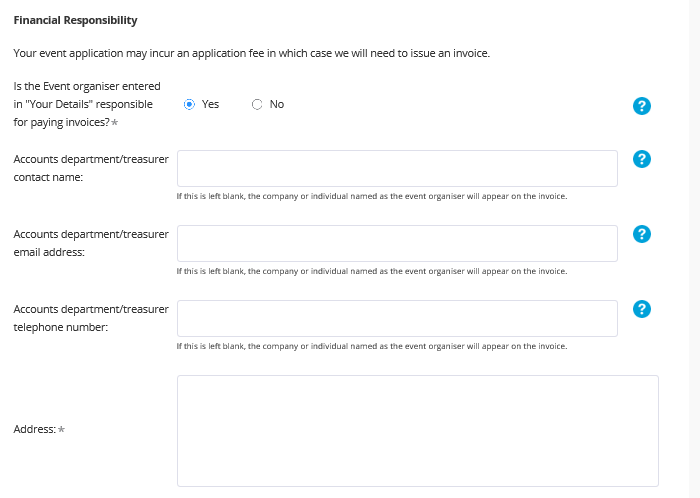 Financial Responsibility
Your event application may incur an application fee in which case we will need to issue an invoice.
Is the Event organiser entered
in "Your Details" responsible
for paying invoices?*
Yes
No
?
Accounts department/treasurer
contact name:
?
If this is left blank, the company or individual named as the event organiser will appear on the invoice.
Accounts department/treasurer
email address:
?
If this is left blank, the company or individual named as the event organiser will appear on the invoice.
Accounts department/treasurer
telephone number:
?
If this is left blank, the company or individual named as the event organiser will appear on the invoice.
Address:*